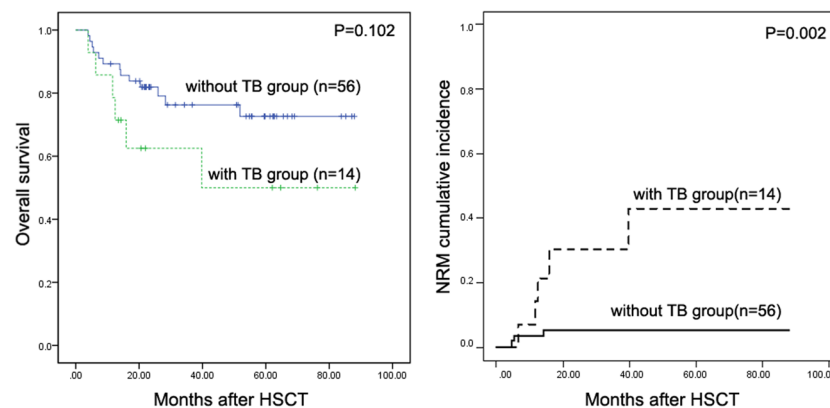 P=0.102
1.0
0.8
0.6
0.4
0.2
0.0
Overall survival
without TB group (n=56)
with TB group (n=14)
.00 20.00 40.00 60.00 80.00 100.00
Months after HSCT
P=0.002
1.0
0.8
0.6
0.4
0.2
0.0
NRM cumulative incidence
with TB group(n=14)
without TB group(n=56)
.00 20.00 40.00 60.00 80.00 100.0
Months after HSCT